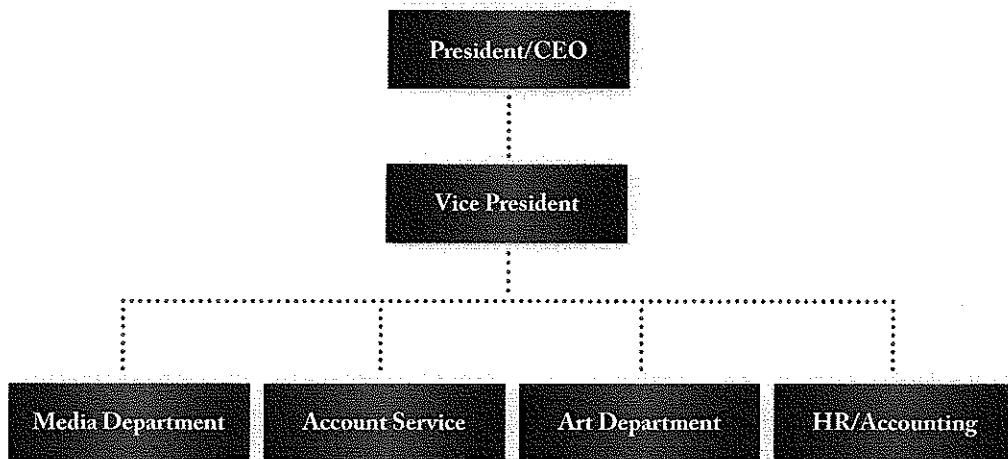 President/CEO
Vice President
Media Department
Account Service
Art Department
HR/Accounting